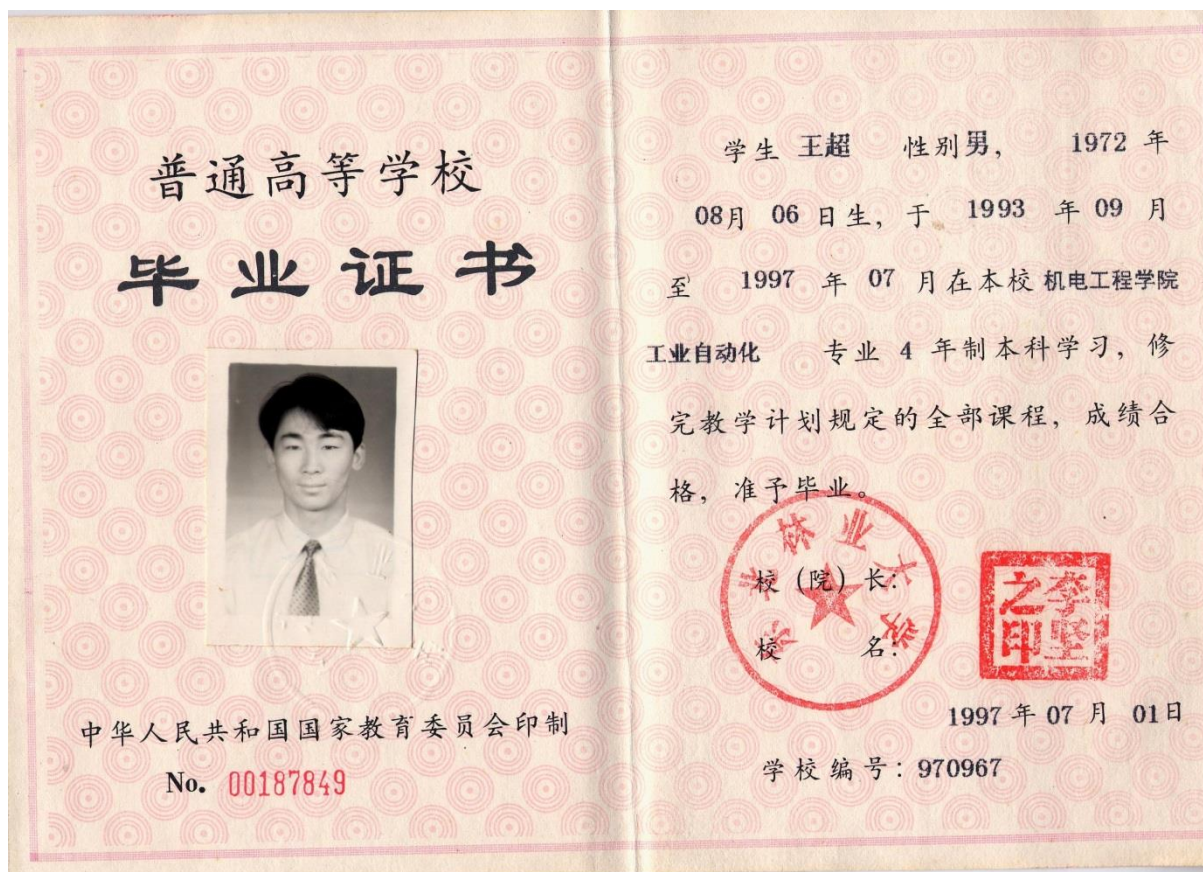 普通高等学校
毕业证书
中华人民共和国国家教育委员会印制
No. 00187849
学生 王超 性别男, 1972 年
08月 06 日生, 于 1993 年 09 月
至 1997 年 07 月在本校 机电工程学院
工业自动化 专业 4 年制本科学习, 修
完教学计划规定的全部课程, 成绩合
格, 准予毕业。
东北林业大学
校(院)长:
李坚之印
校 名:
1997 年 07 月 01日
学校编号: 970967